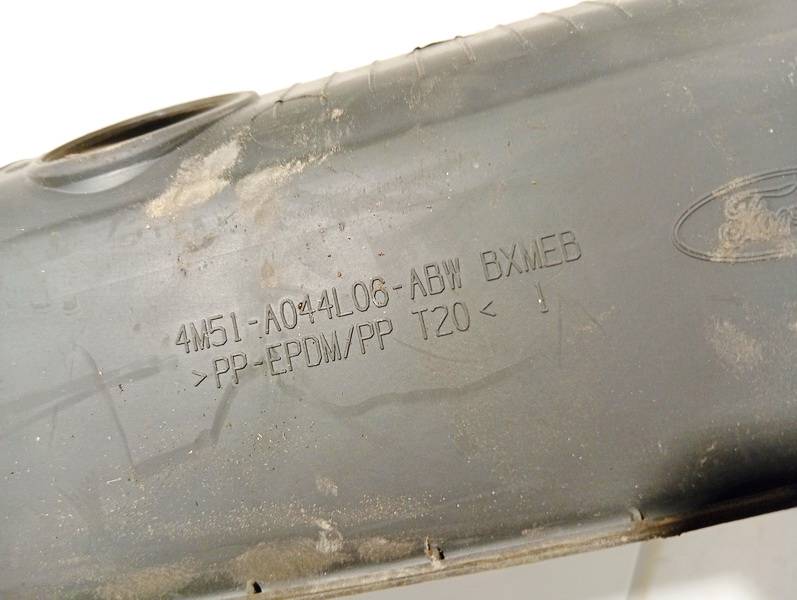 4M51-A044L06-ABW BXMEB
>PP-EPDM/PP T20< 1